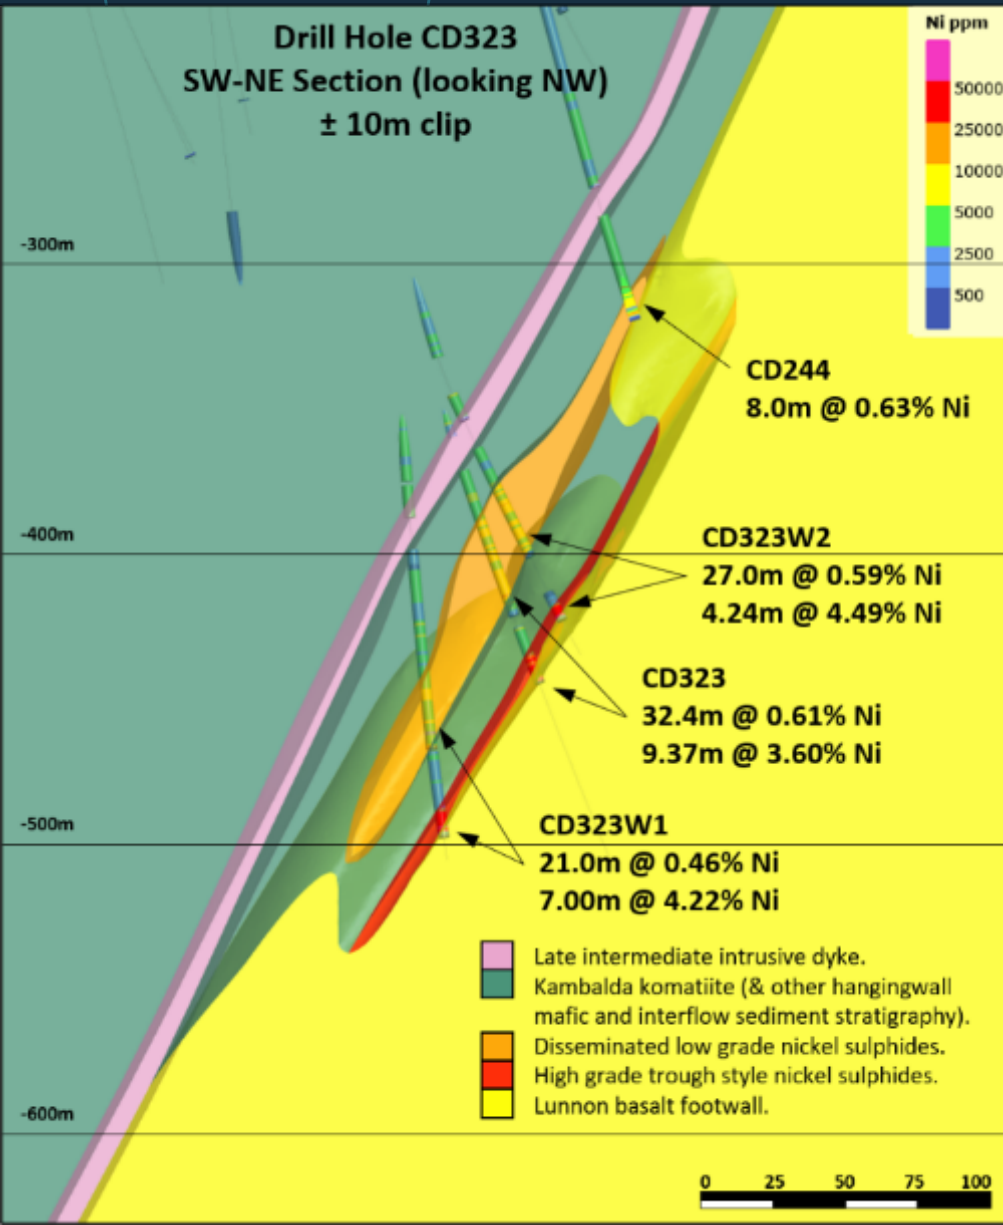 Drill Hole CD323
SW-NE Section (looking NW)
± 10m clip
Ni ppm
50000
25000
10000
5000
2500
500
-300m
CD244
8.0m @ 0.63% Ni
-400m
CD323W2
27.0m @ 0.59% Ni
4.24m @ 4.49% Ni
CD323
32.4m @ 0.61% Ni
9.37m @ 3.60% Ni
-500m
CD323W1
21.0m @ 0.46% Ni
7.00m @ 4.22% Ni
Late intermediate intrusive dyke.
Kambalda komatiite (& other hangingwall
mafic and interflow sediment stratigraphy).
Disseminated low grade nickel sulphides.
High grade trough style nickel sulphides.
Lunnon basalt footwall.
-600m
0 25 50 75 100